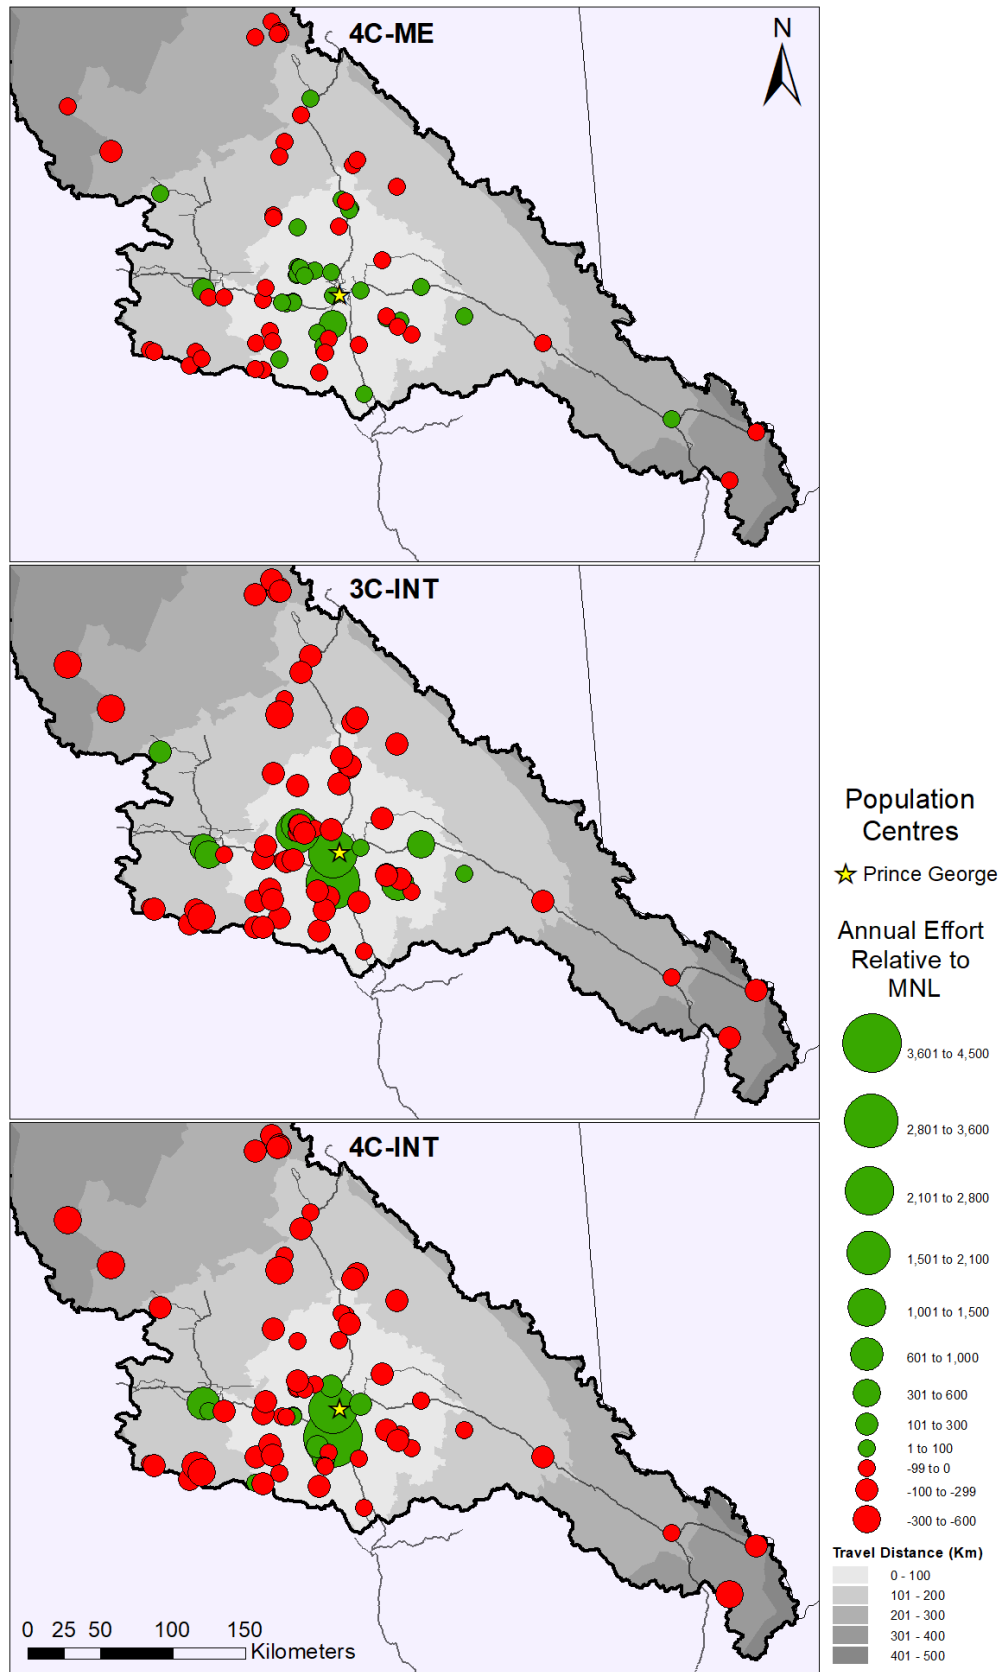 4C-ME
N
3C-INT
4C-INT
0 25 50 100 150
Kilometers
Population
Centres
Prince George
Annual Effort
Relative to
MNL
3,601 to 4,500
2,801 to 3,600
2,101 to 2,800
1,501 to 2,100
1,001 to 1,500
601 to 1,000
301 to 600
101 to 300
1 to 100
-99 to 0
-100 to -299
-300 to -600
Travel Distance (Km)
0 - 100
101 - 200
201 - 300
301 - 400
401 - 500